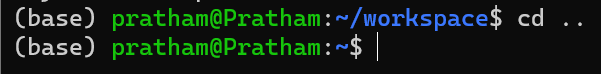 (base) pratham@Pratham:~/workspace$ cd ..
(base) pratham@Pratham:~$